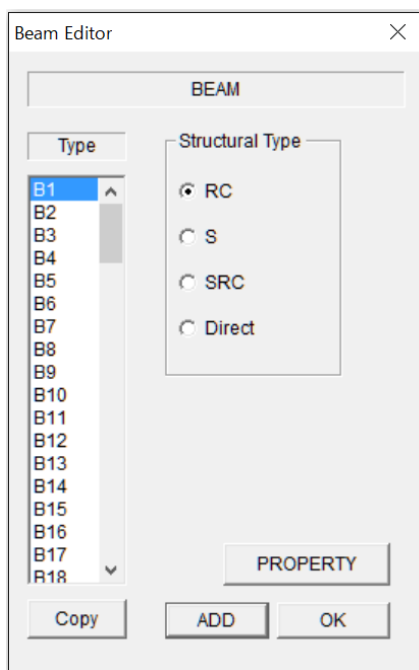 Beam Editor
BEAM
Type
Structural Type
B1
B2
B3
B4
B5
B6
B7
B8
B9
B10
B11
B12
B13
B14
B15
B16
B17
B18
RC
S
SRC
Direct
PROPERTY
Copy
ADD
OK